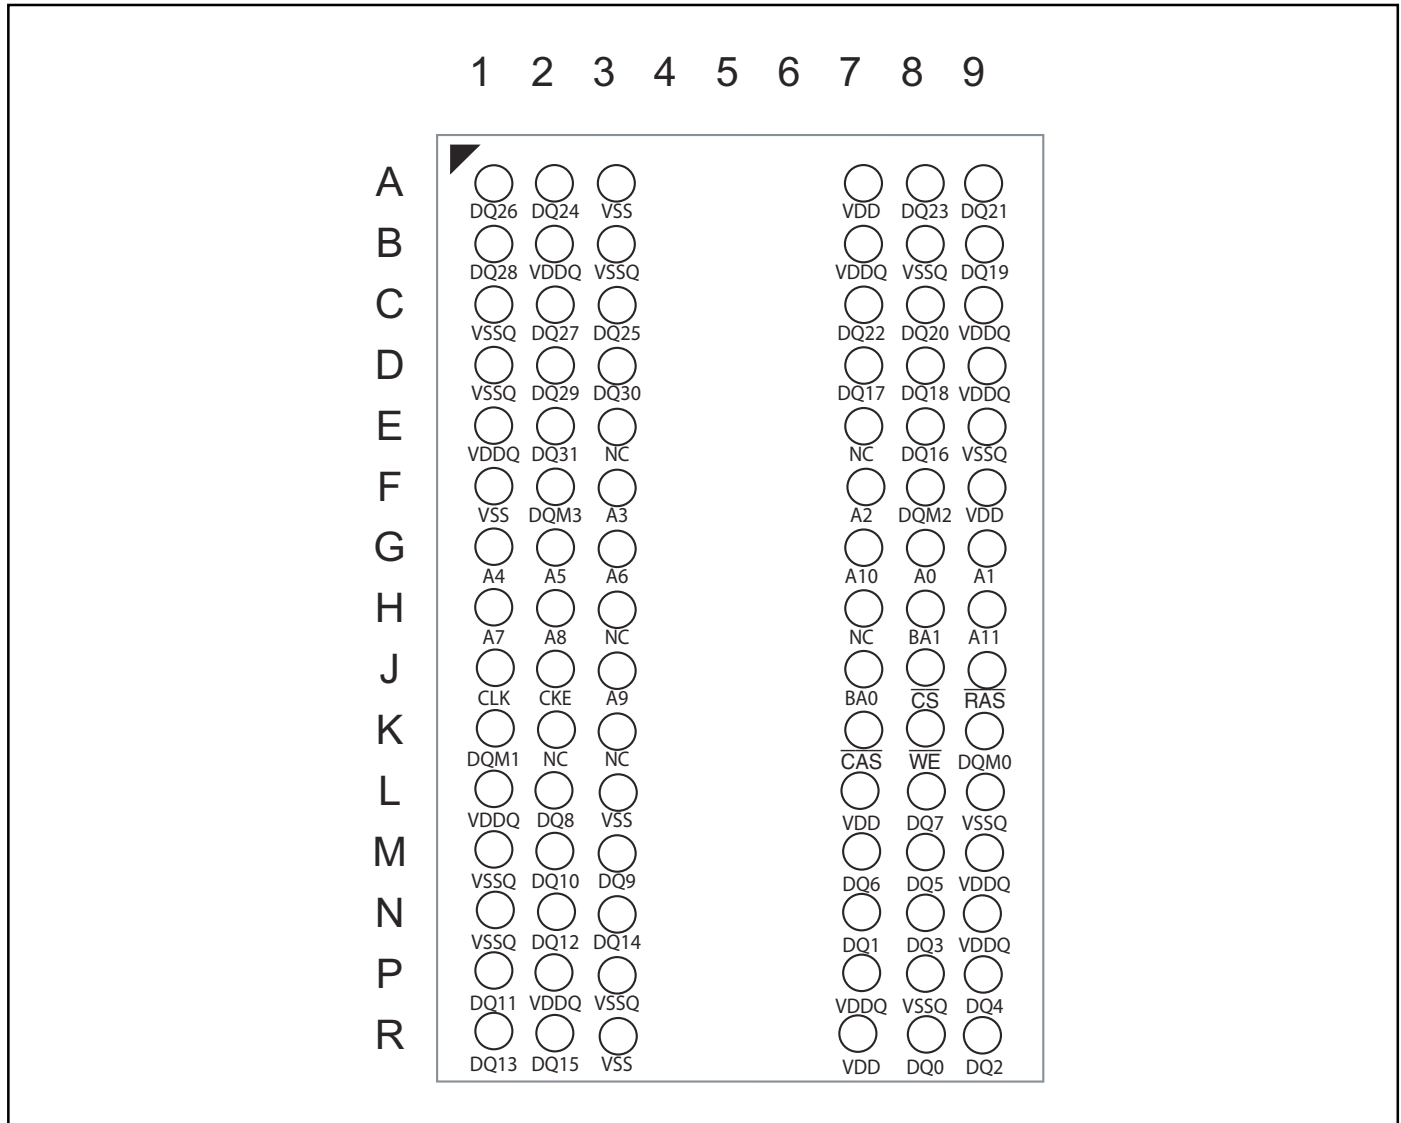 1 2 3 4 5 6 7 8 9
A
DQ26 DQ24 VSS VDD DQ23 DQ21
B
DQ28 VDDQ VSSQ VDDQ VSSQ DQ19
C
VSSQ DQ27 DQ25 DQ22 DQ20 VDDQ
D
VSSQ DQ29 DQ30 DQ17 DQ18 VDDQ
E
VDDQ DQ31 NC NC DQ16 VSSQ
F
VSS DQM3 A3 A2 DQM2 VDD
G
A4 A5 A6 A10 A0 A1
H
A7 A8 NC NC BA1 A11
J
CLK CKE A9 BA0 C̅S̅ R̅A̅S̅
K
DQM1 NC NC C̅A̅S̅ W̅E̅ DQM0
L
VDDQ DQ8 VSS VDD DQ7 VSSQ
M
VSSQ DQ10 DQ9 DQ6 DQ5 VDDQ
N
VSSQ DQ12 DQ14 DQ1 DQ3 VDDQ
P
DQ11 VDDQ VSSQ VDDQ VSSQ DQ4
R
DQ13 DQ15 VSS VDD DQ0 DQ2